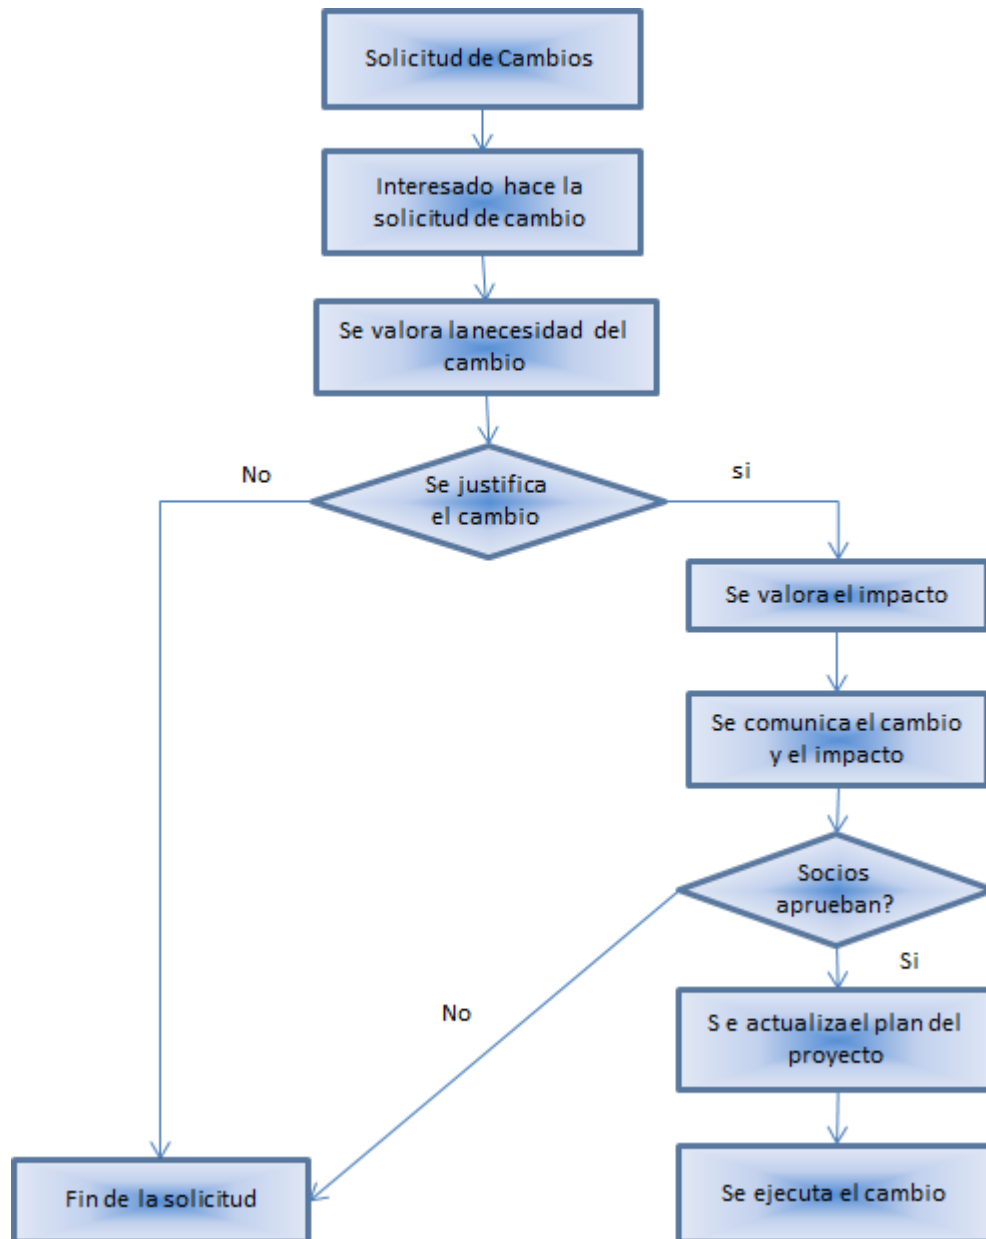 Solicitud de Cambios
Interesado hace la
solicitud de cambio
Se valora la necesidad del
cambio
No
si
Se justifica
el cambio
Se valora el impacto
Se comunica el cambio
y el impacto
Socios
aprueban?
Si
No
S e actualiza el plan del
proyecto
Fin de la solicitud
Se ejecuta el cambio